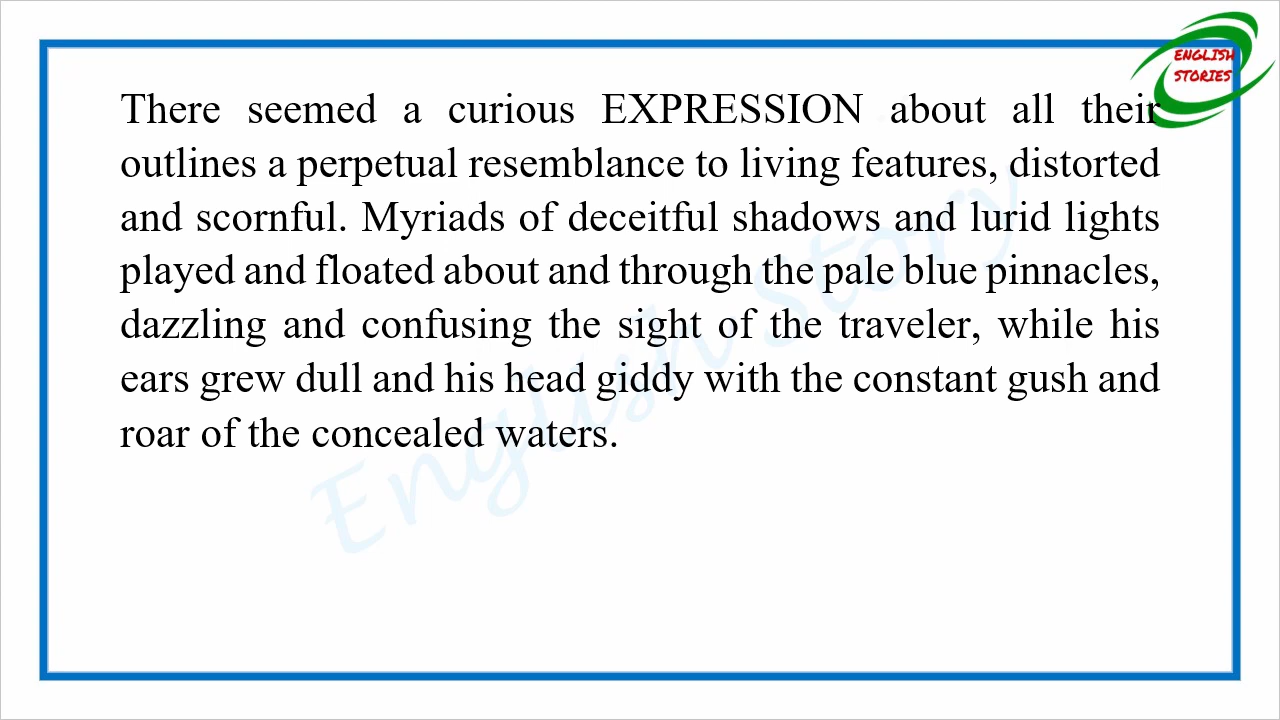 ENGLISH
STORIES
There seemed a curious EXPRESSION about all their
outlines a perpetual resemblance to living features, distorted
and scornful. Myriads of deceitful shadows and lurid lights
played and floated about and through the pale blue pinnacles,
dazzling and confusing the sight of the traveler, while his
ears grew dull and his head giddy with the constant gush and
roar of the concealed waters.
English Story